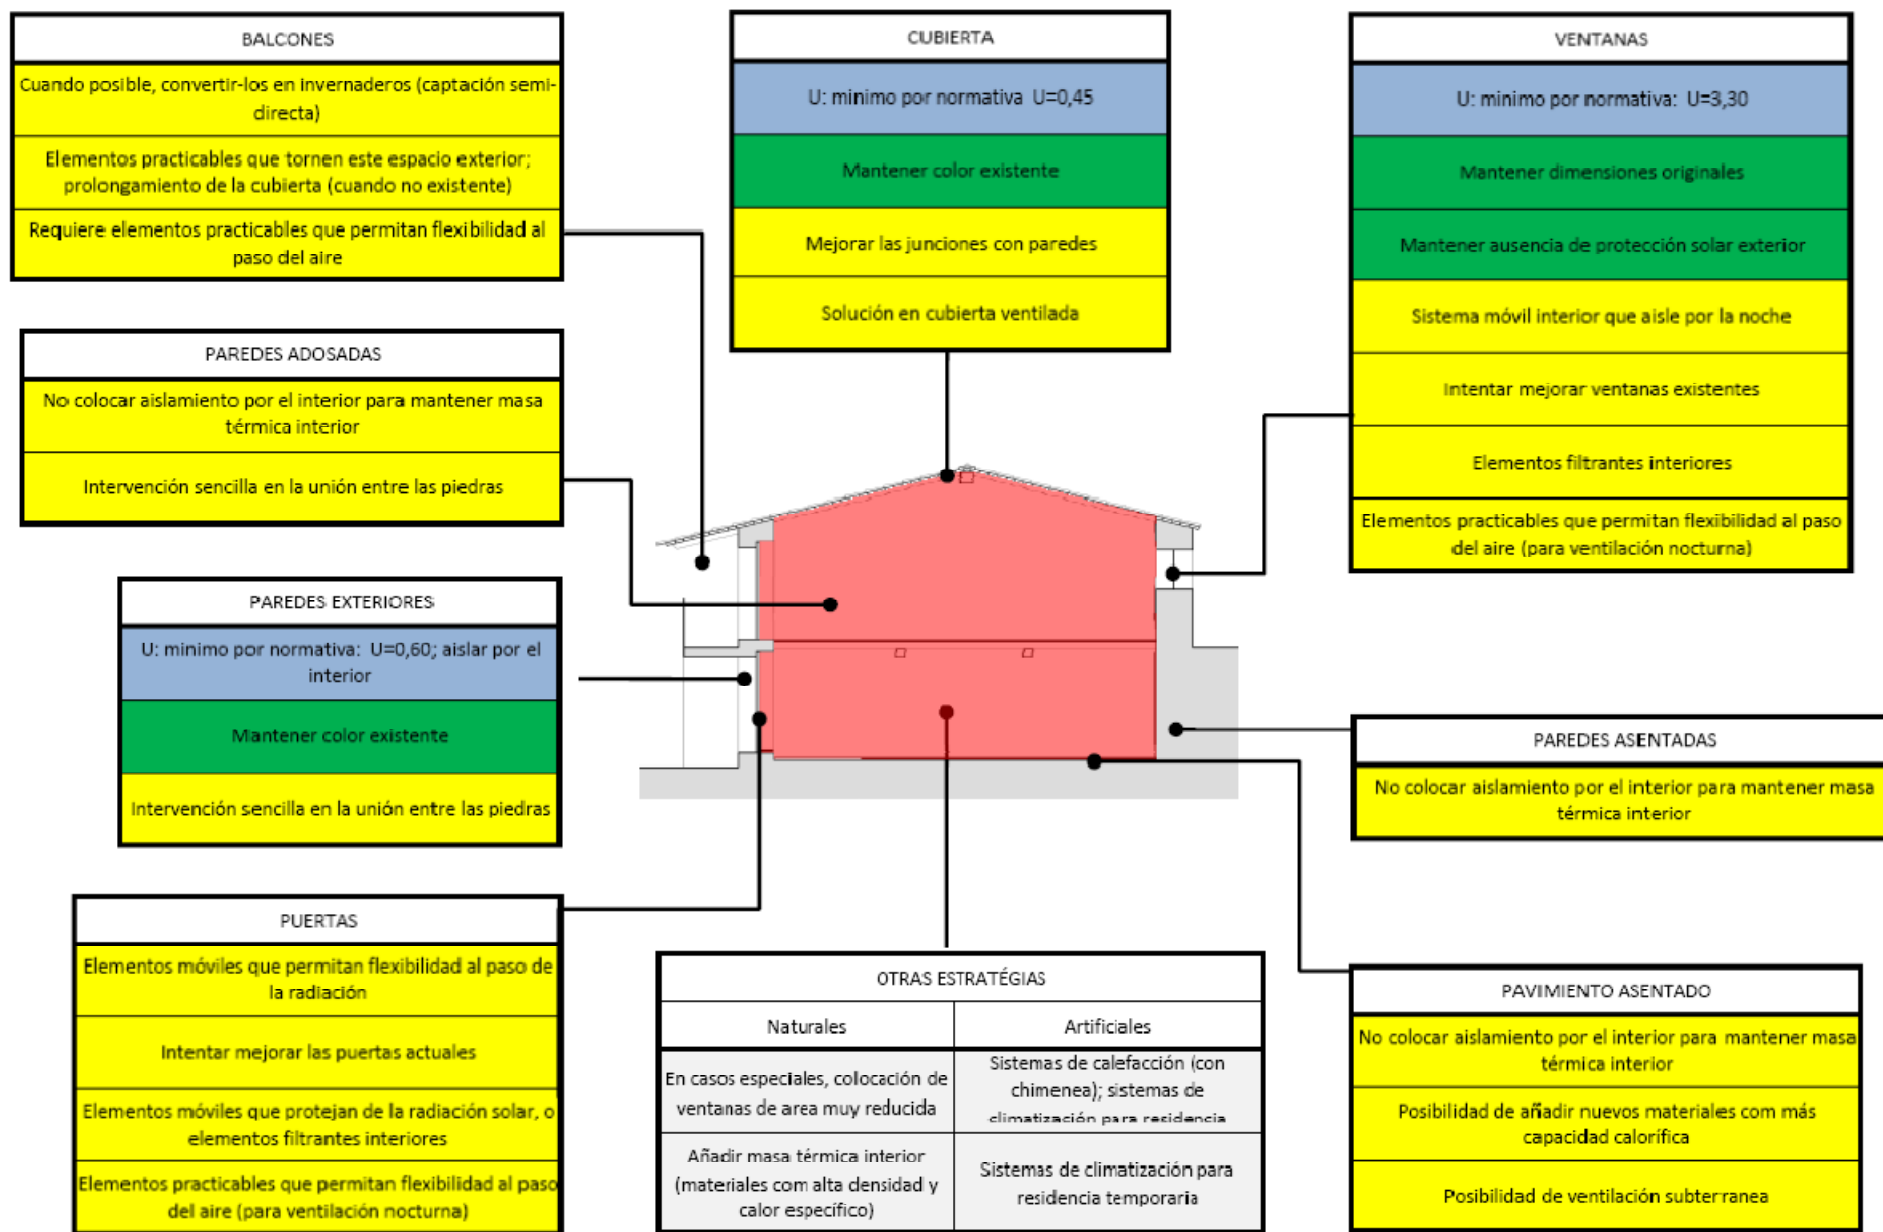 BALCONES
Cuando posible, convertir-los en invernaderos (captación semi-
directa)
Elementos practicables que tornen este espacio exterior;
prolongamiento de la cubierta (cuando no existente)
Requiere elementos practicables que permitan flexibilidad al
paso del aire
CUBIERTA
U: minimo por normativa U=0,45
Mantener color existente
Mejorar las junciones con paredes
Solución en cubierta ventilada
VENTANAS
U: minimo por normativa: U=3,30
Mantener dimensiones originales
Mantener ausencia de protección solar exterior
Sistema móvil interior que aisle por la noche
Intentar mejorar ventanas existentes
Elementos filtrantes interiores
Elementos practicables que permitan flexibilidad al paso
del aire (para ventilación nocturna)
PAREDES ADOSADAS
No colocar aislamiento por el interior para mantener masa
térmica interior
Intervención sencilla en la unión entre las piedras
PAREDES EXTERIORES
U: minimo por normativa: U=0,60; aislar por el
interior
Mantener color existente
Intervención sencilla en la unión entre las piedras
PAREDES ASENTADAS
No colocar aislamiento por el interior para mantener masa
térmica interior
PUERTAS
Elementos móviles que permitan flexibilidad al paso de
la radiación
Intentar mejorar las puertas actuales
Elementos móviles que protejan de la radiación solar, o
elementos filtrantes interiores
Elementos practicables que permitan flexibilidad al paso
del aire (para ventilación nocturna)
OTRAS ESTRATÉGIAS
Naturales
Artificiales
En casos especiales, collocación de
ventanas de area muy reducida
Sistemas de calefacción (con
chimenea); sistemas de
climatización para residencia
Añadir masa térmica interior
(materiales com alta densidad y
calor específico)
Sistemas de climatización para
residencia temporaria
PAVIMIENTO ASENTADO
No colocar aislamiento por el interior para mantener masa
térmica interior
Posibilidad de añadir nuevos materiales com más
capacidad calorífica
Posibilidad de ventilación subterranea